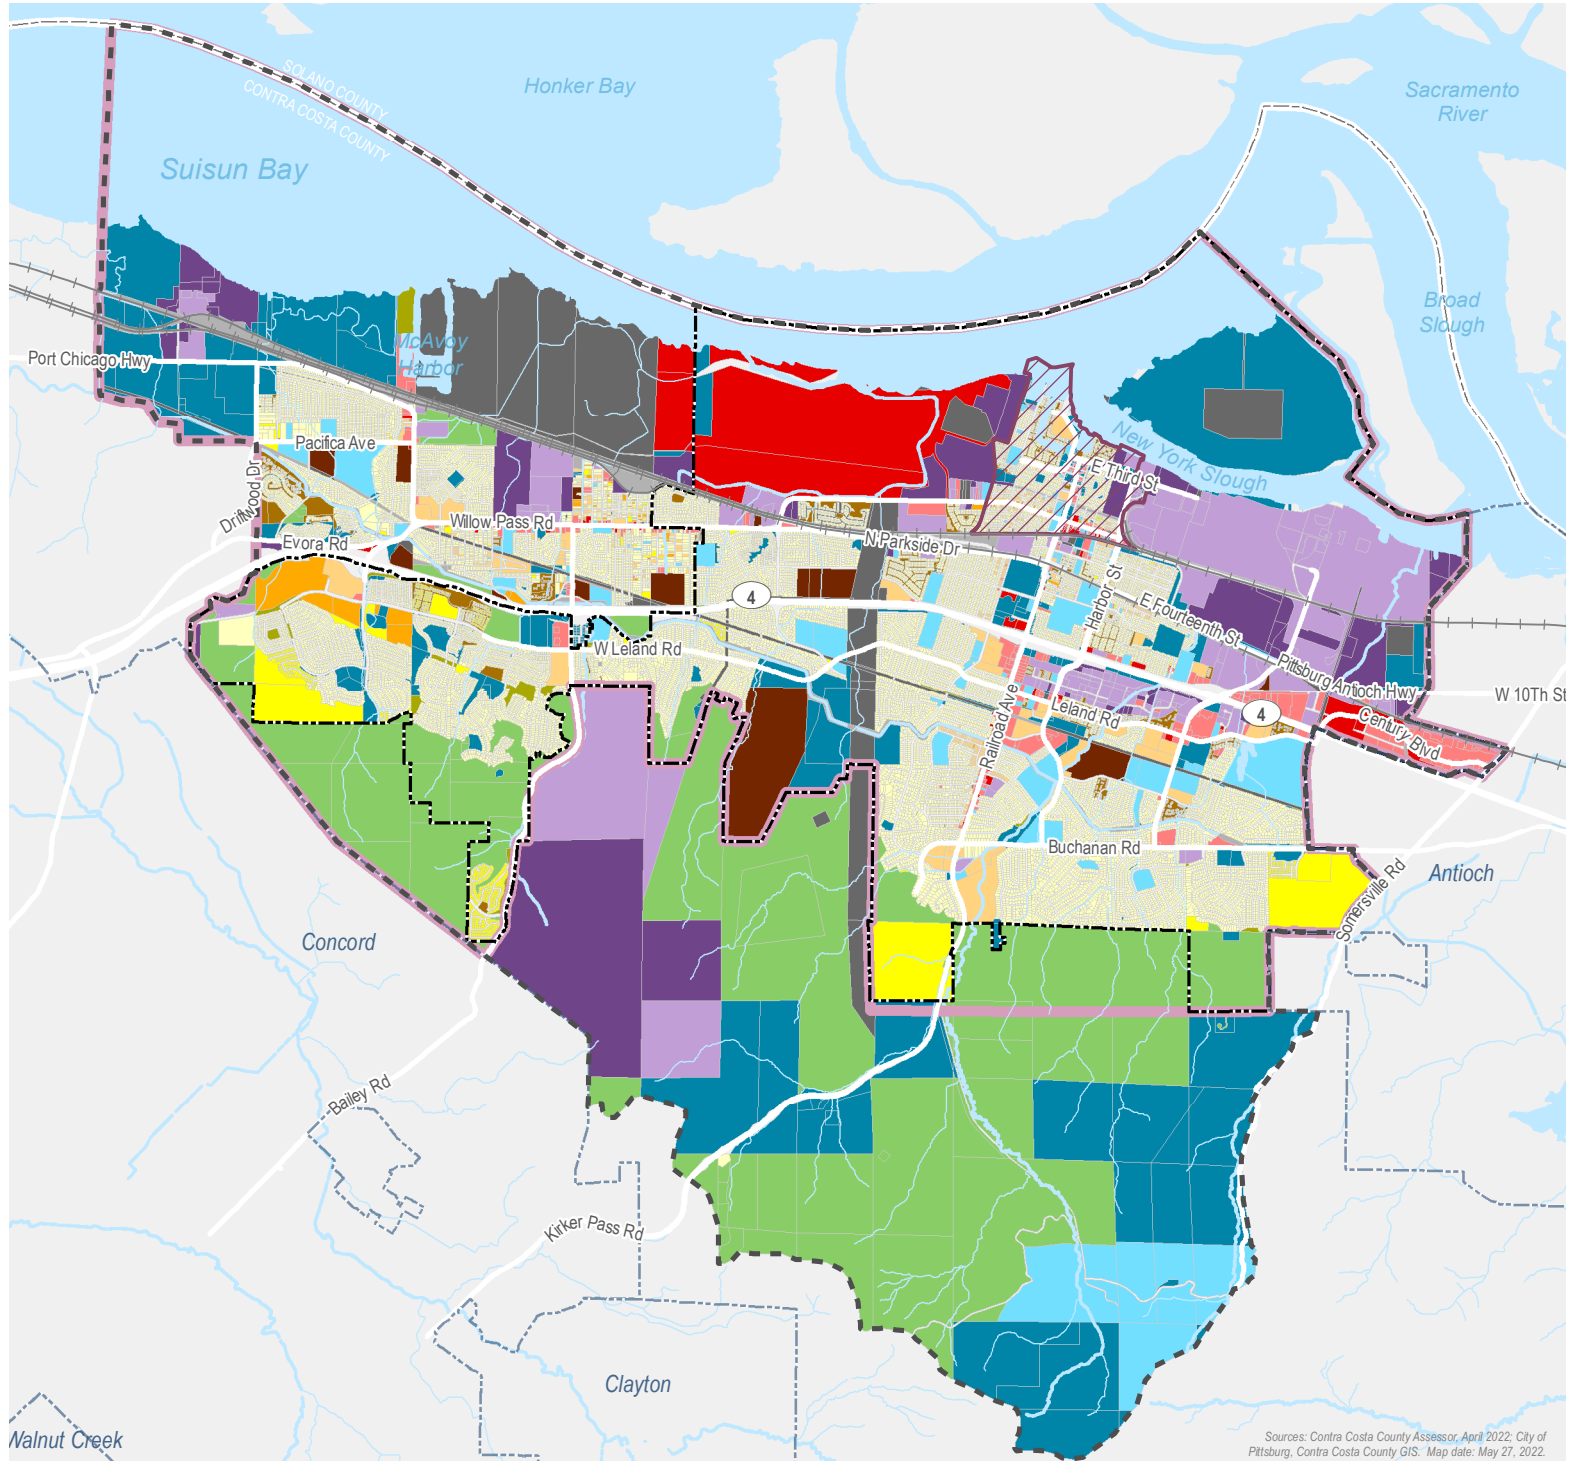 SOLANO COUNTY
CONTRA COSTA COUNTY
Honker Bay
Sacramento
River
Suisun Bay
Broad
Slough
McAvoy
Harbor
Port Chicago Hwy
Pacifica Ave
New York Slough
E Third St
Driftwood Dr
Willow Pass Rd
N Parkside Dr
Evora Rd
4
Harbor St
E Fourteenth St
W Leland Rd
Pittsburg Antioch Hwy
W 10Th St
Railroad Ave
Leland Rd
4
Century Blvd
Buchanan Rd
Antioch
Somersville Rd
Concord
Bailey Rd
Kirker Pass Rd
Clayton
Walnut Creek
Sources: Contra Costa County Assessor, April 2022; City of
Pittsburg, Contra Costa County GIS. Map date: May 27, 2022.